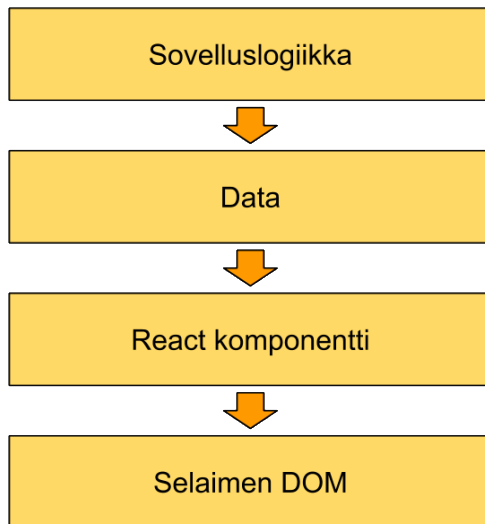 Sovelluslogiikka
Data
React komponentti
Selaimen DOM